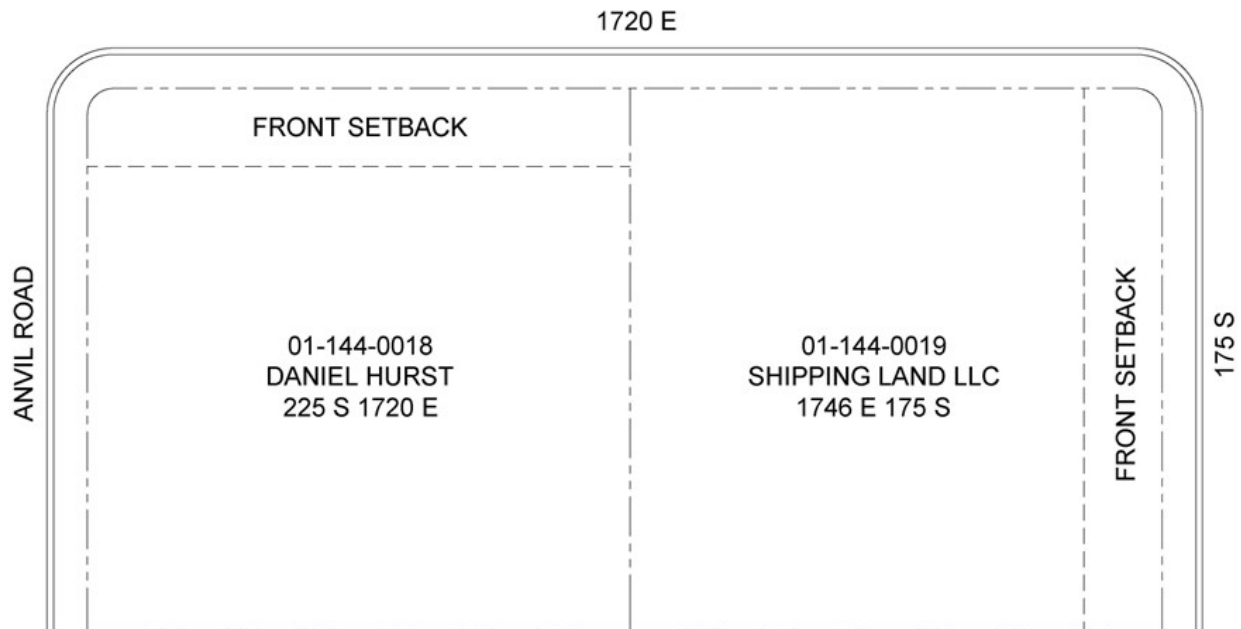 1720 E
FRONT SETBACK
ANVIL ROAD
01-144-0018
DANIEL HURST
225 S 1720 E
01-144-0019
SHIPPING LAND LLC
1746 E 175 S
FRONT SETBACK
175 S